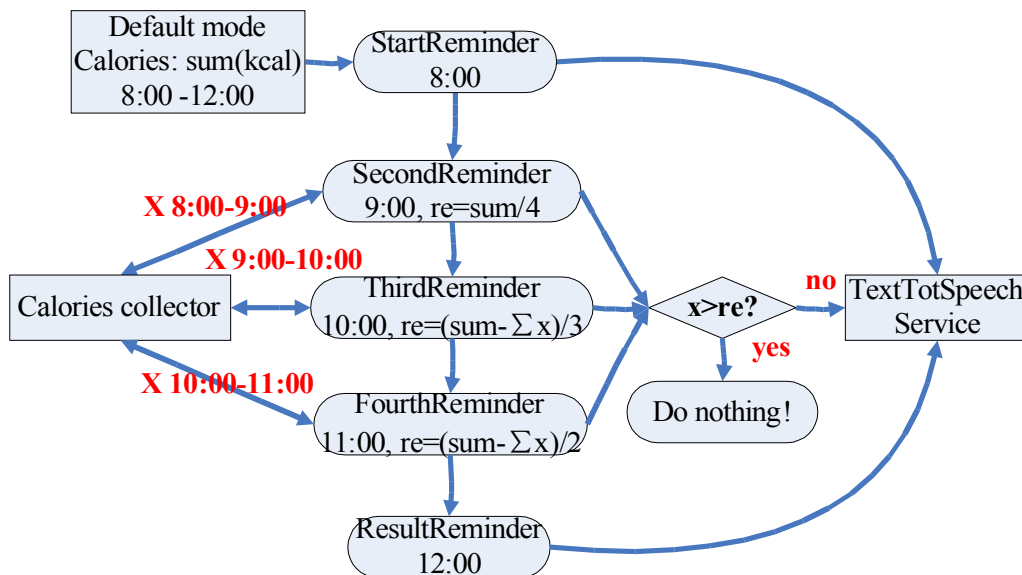 Default mode
Calories: sum(kcal)
8:00 -12:00
StartReminder
8:00
SecondReminder
9:00, re=sum/4
X 8:00-9:00
X 9:00-10:00
Calories collector
ThirdReminder
10:00, re=(sum-∑x)/3
x>re?
no
TextTotSpeech
Service
yes
X 10:00-11:00
FourthReminder
11:00, re=(sum-∑x)/2
Do nothing!
ResultReminder
12:00